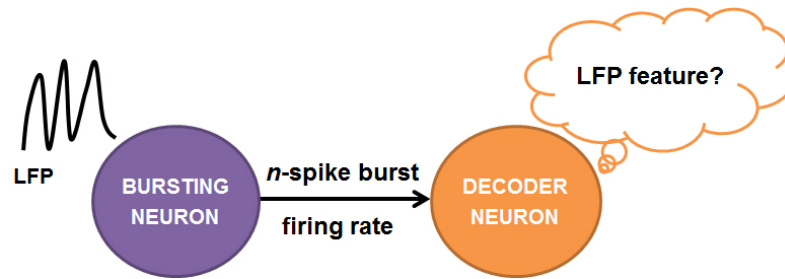 LFP feature?
LFP
BURSTING
NEURON
n-spike burst
firing rate
DECODER
NEURON